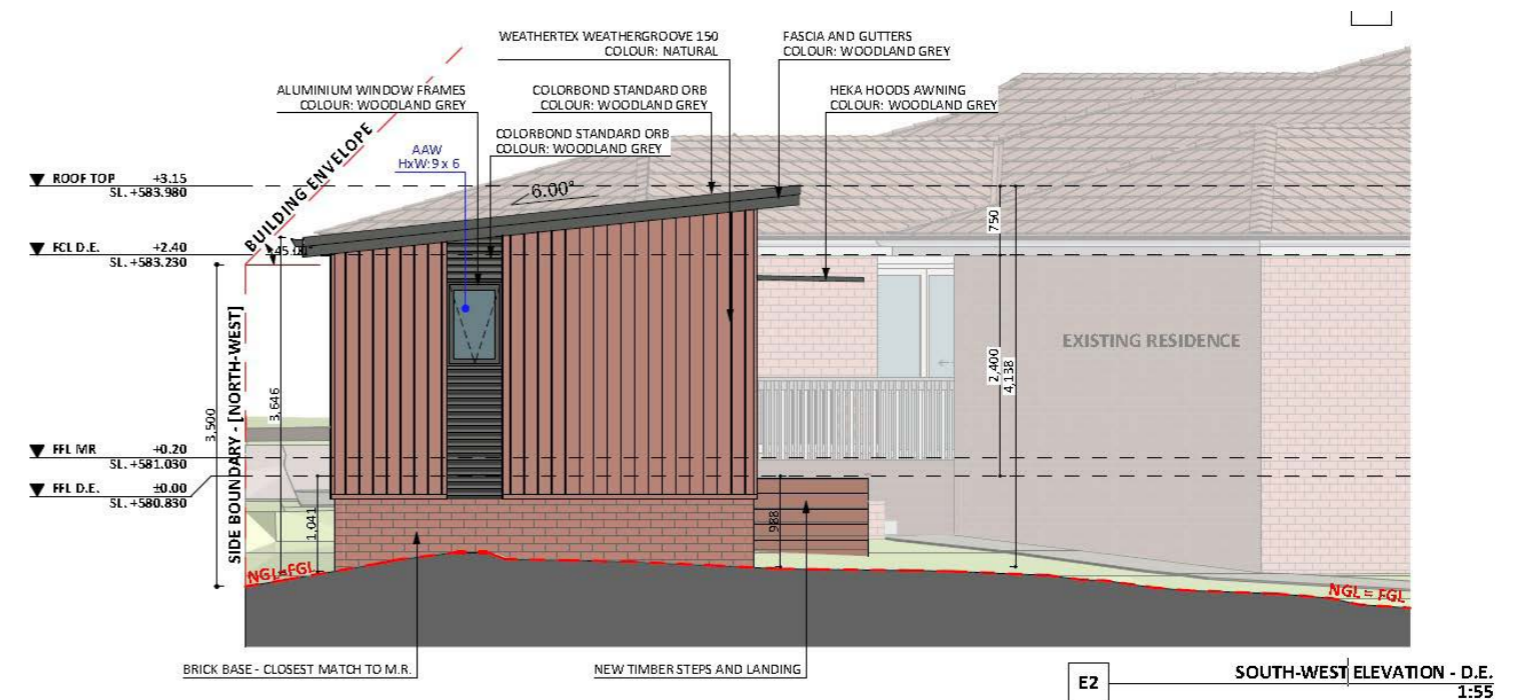 WEATHERTEX WEATHERGROOVE 150
COLOUR: NATURAL
FASCIA AND GUTTERS
COLOUR: WOODLAND GREY
ALUMINIUM WINDOW FRAMES
COLOUR: WOODLAND GREY
COLORBOND STANDARD ORB
COLOUR: WOODLAND GREY
HEKA HOODS AWNING
COLOUR: WOODLAND GREY
COLORBOND STANDARD ORB
COLOUR: WOODLAND GREY
AAW
HxW: 9 x 6
BUILDING ENVELOPE
ROOF TOP +3.15
SL. +583.980
6.00°
750
FCL D.E. +2.40
SL. +583.230
SIDE BOUNDARY - [NORTH-WEST]
EXISTING RESIDENCE
2,400
4,138
3,646
3,500
FFL MR +0.20
SL. +581.030
FFL D.E. ±0.00
SL. +580.830
1,041
988
NGL=FGL
NGL = FGL
BRICK BASE - CLOSEST MATCH TO M.R.
NEW TIMBER STEPS AND LANDING
E2
SOUTH-WEST ELEVATION - D.E.
1:55